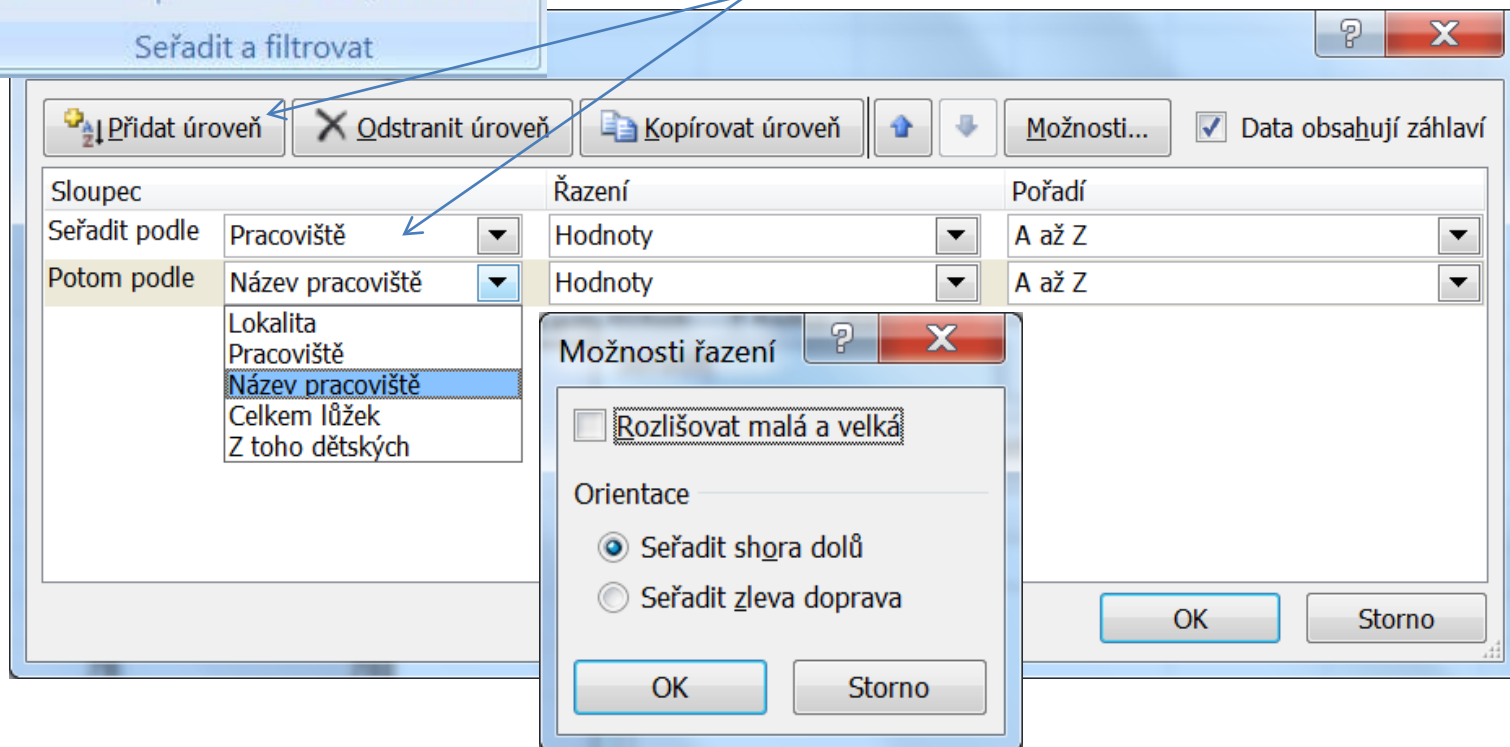 Seřadit a filtrovat
Přidat úroveň Odstranit úroveň Kopírovat úroveň Možnosti... Data obsahují záhlaví
Sloupec Řazení Pořadí
Seřadit podle Pracoviště Hodnoty A až Z
Potom podle Název pracoviště Hodnoty A až Z
Lokalita
Pracoviště
Název pracoviště
Celkem lůžek
Z toho dětských
Možnosti řazení
Rozlišovat malá a velká
Orientace
Seřadit shora dolů
Seřadit zleva doprava
OK Storno
OK Storno